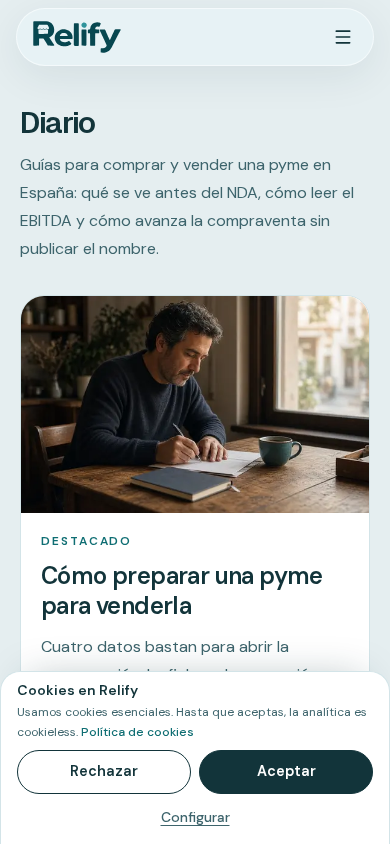 Relify
Diario
Guías para comprar y vender una pyme en
España: qué se ve antes del NDA, cómo leer el
EBITDA y cómo avanza la compraventa sin
publicar el nombre.
DESTACADO
Cómo preparar una pyme
para venderla
Cuatro datos bastan para abrir la
Cookies en Relify
Usamos cookies esenciales. Hasta que aceptas, la analítica es
cookieless. Política de cookies
Rechazar
Aceptar
Configurar